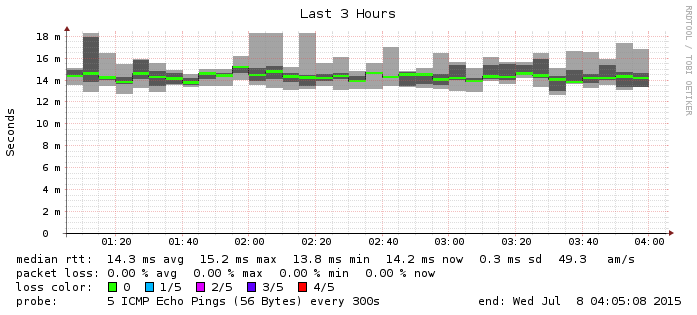 Last 3 Hours
RRDTOOL / TOBI OETIKER
Seconds
18 m
16 m
14 m
12 m
10 m
8 m
6 m
4 m
2 m
0
01:20 01:40 02:00 02:20 02:40 03:00 03:20 03:40 04:00
median rtt: 14.3 ms avg 15.2 ms max 13.8 ms min 14.2 ms now 0.3 ms sd 49.3 am/s
packet loss: 0.00 % avg 0.00 % max 0.00 % min 0.00 % now
loss color: 0 1/5 2/5 3/5 4/5
probe: 5 ICMP Echo Pings (56 Bytes) every 300s end: Wed Jul 8 04:05:08 2015